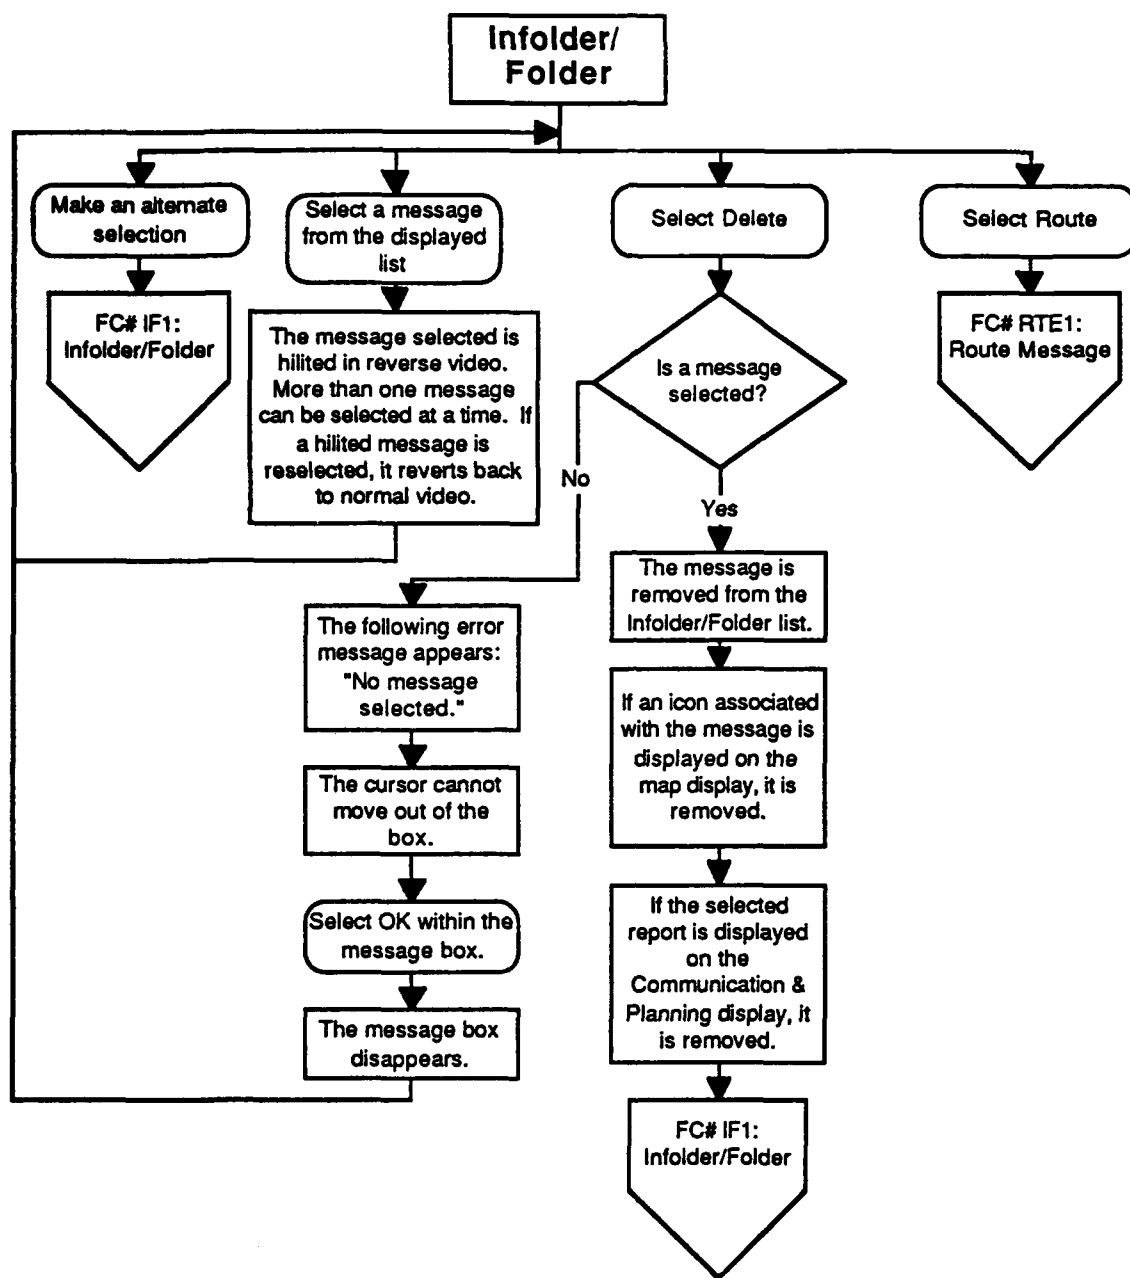 Infolder/
Folder
Make an alternate
selection
Select a message
from the displayed
list
Select Delete
Select Route
FC# IF1:
Infolder/Folder
The message selected is
hilited in reverse video.
More than one message
can be selected at a time. If
a hilited message is
reselected, it reverts back
to normal video.
Is a message
selected?
FC# RTE1:
Route Message
No
Yes
The following error
message appears:
"No message
selected."
The cursor cannot
move out of the
box.
Select OK within the
message box.
The message box
disappears.
The message is
removed from the
Infolder/Folder list.
If an icon associated
with the message is
displayed on the
map display, it is
removed.
If the selected
report is displayed
on the
Communication &
Planning display, it
is removed.
FC# IF1:
Infolder/Folder